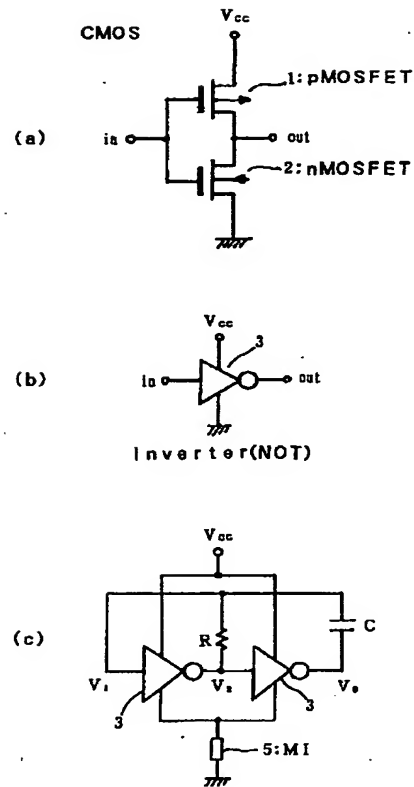 CMOS
Vcc
1:pMOSFET
(a)
in
out
2:nMOSFET
Vcc
3
(b)
in
out
Inverter(NOT)
Vcc
(c)
R
C
V₁
V₂
V₀
3
3
5:MI